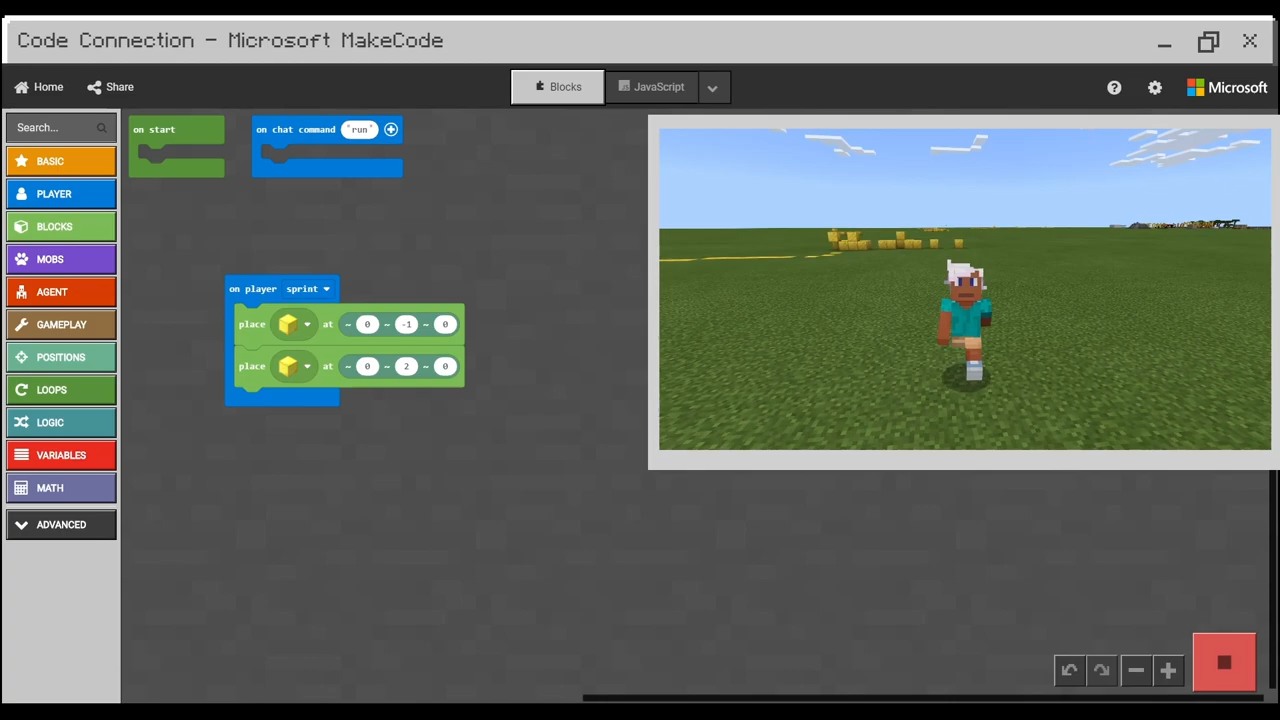 Code Connection – Microsoft MakeCode
Home Share Blocks JavaScript Microsoft
Search...
BASIC
PLAYER
BLOCKS
MOBS
AGENT
GAMEPLAY
POSITIONS
LOOPS
LOGIC
VARIABLES
MATH
ADVANCED
on start
on chat command "run"
on player sprint
place at ~ 0 ~ -1 ~ 0
place at ~ 0 ~ 2 ~ 0